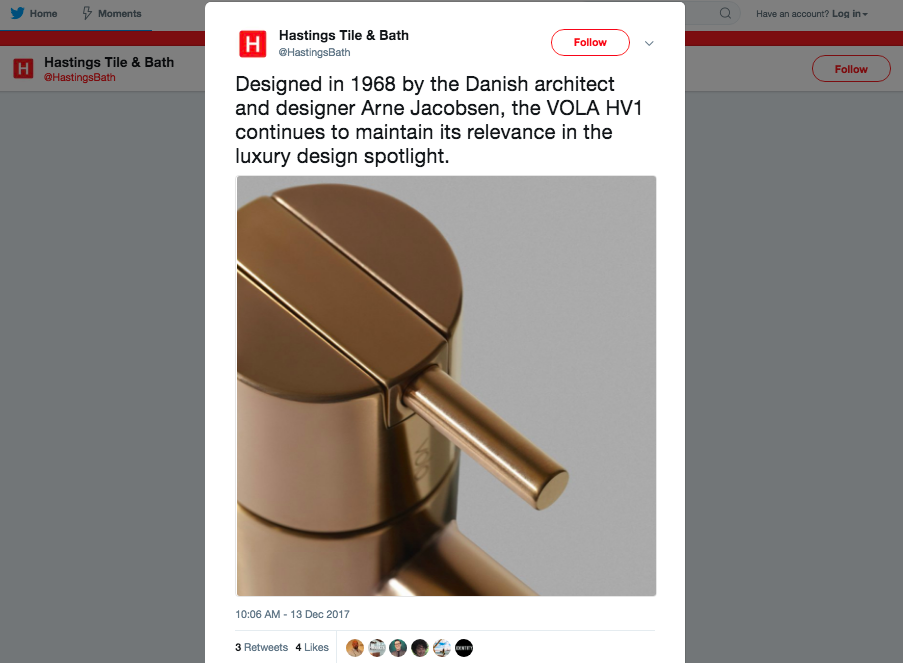 Home
Moments
Have an account? Log in
H
Hastings Tile & Bath
@HastingsBath
Follow
H
Hastings Tile & Bath
@HastingsBath
Follow
Designed in 1968 by the Danish architect
and designer Arne Jacobsen, the VOLA HV1
continues to maintain its relevance in the
luxury design spotlight.
10:06 AM - 13 Dec 2017
3 Retweets 4 Likes
IDENTITY